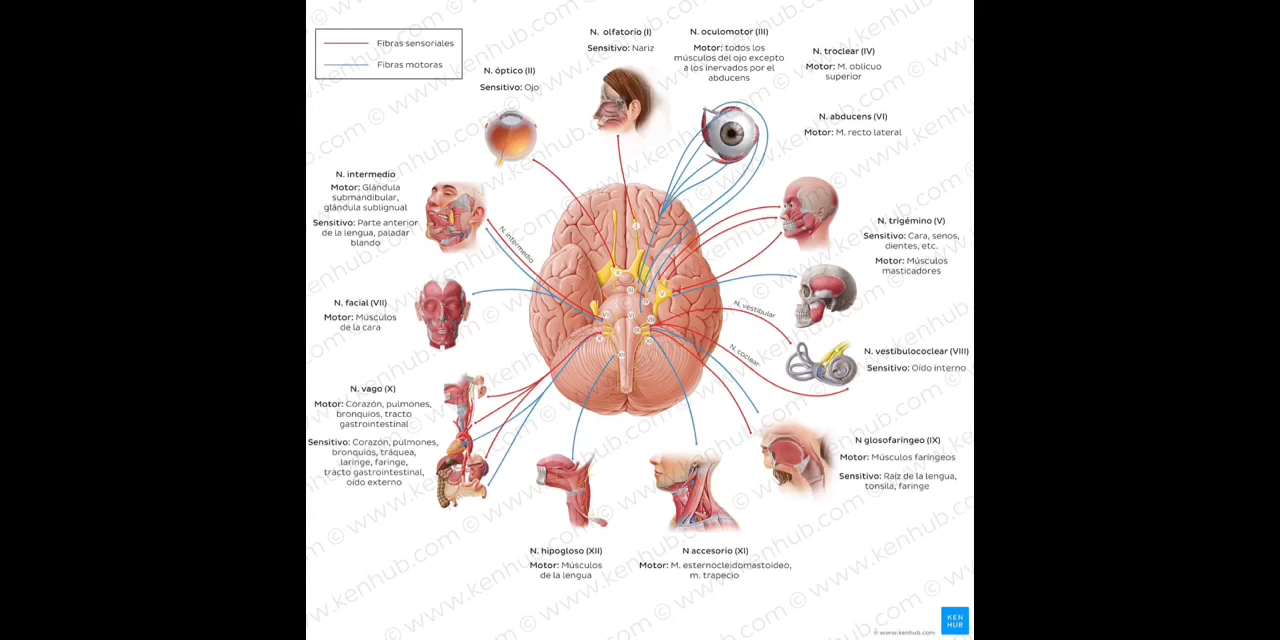 Fibras sensoriales
Fibras motoras
N. olfatorio (I)
Sensitivo: Nariz
N. oculomotor (III)
Motor: todos los
músculos del ojo excepto
a los inervados por el
abducens
N. troclear (IV)
Motor: M. oblicuo
superior
N. óptico (II)
Sensitivo: Ojo
N. abducens (VI)
Motor: M. recto lateral
N. intermedio
Motor: Glándula
submandibular,
glándula subligual
Sensitivo: Parte anterior
de la lengua, paladar
blando
N. intermedio
N. trigémino (V)
Sensitivo: Cara, senos,
dientes, etc.
Motor: Músculos
masticadores
N. facial (VII)
Motor: Músculos
de la cara
N. vestibular
N. coclear
N. vestibulococlear (VIII)
Sensitivo: Oído interno
N. vago (X)
Motor: Corazón, pulmones,
bronquios, tracto
gastrointestinal
Sensitivo: Corazón, pulmones,
bronquios, tráquea,
laringe, faringe,
tracto gastrointestinal,
oído externo
N glosofaríngeo (IX)
Motor: Músculos faríngeos
Sensitivo: Raíz de la lengua,
tonsila, faringe
N. hipogloso (XII)
Motor: Músculos
de la lengua
N accesorio (XI)
Motor: M. esternocleidomastoideo,
m. trapecio
KEN
HUB
© www.kenhub.com